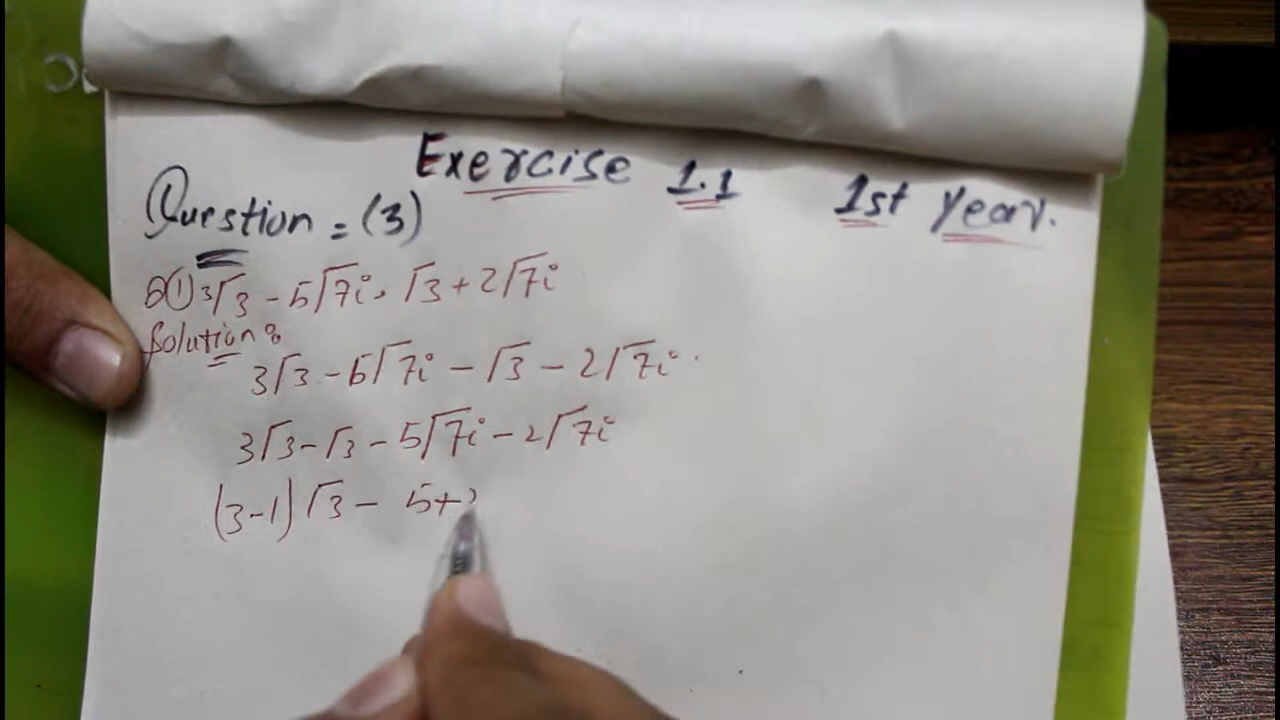 Exercise 1.1 1st Year.
Question = (3)
(1) 3√3 - 5√7i, √3 + 2√7i
Solution:
3√3 - 5√7i - √3 - 2√7i.
3√3 - √3 - 5√7i - 2√7i
(3-1)√3 - 5+